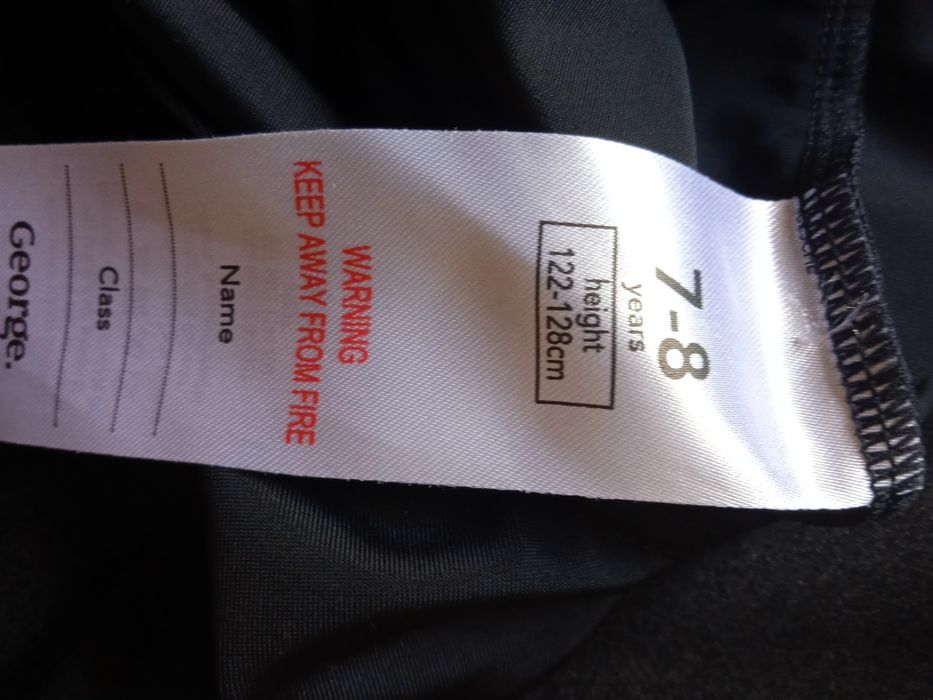 7-8
years
height
122-128cm
WARNING
KEEP AWAY FROM FIRE
Name
Class
George.